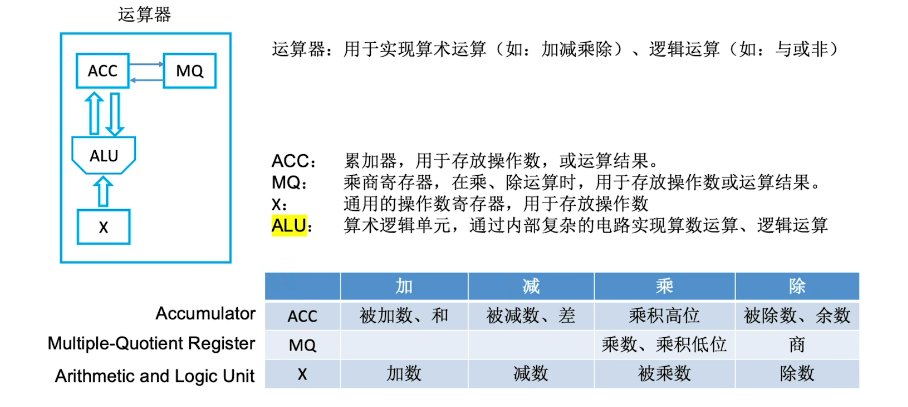 运算器
运算器：用于实现算术运算（如：加减乘除）、逻辑运算（如：与或非）
ACC
MQ
ALU
X
ACC： 累加器，用于存放操作数，或运算结果。
MQ： 乘商寄存器，在乘、除运算时，用于存放操作数或运算结果。
X： 通用的操作数寄存器，用于存放操作数
ALU： 算术逻辑单元，通过内部复杂的电路实现算数运算、逻辑运算
加 减 乘 除
Accumulator ACC 被加数、和 被减数、差 乘积高位 被除数、余数
Multiple-Quotient Register MQ 乘数、乘积低位 商
Arithmetic and Logic Unit X 加数 减数 被乘数 除数